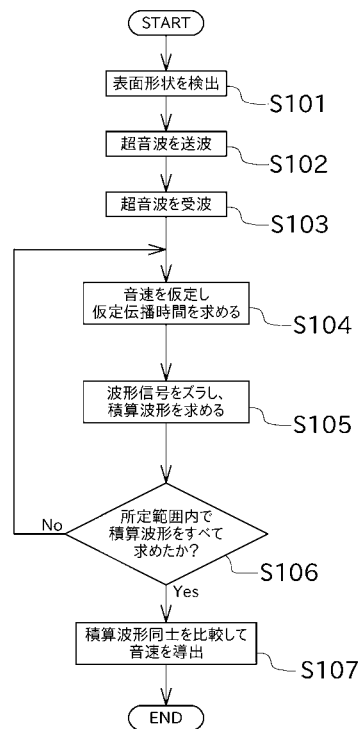 START
表面形状を検出
S101
超音波を送波
S102
超音波を受波
S103
音速を仮定し
仮定伝播時間を求める
S104
波形信号をズラし、
積算波形を求める
S105
所定範囲内で
積算波形をすべて
求めたか?
No
S106
Yes
積算波形同士を比較して
音速を導出
S107
END